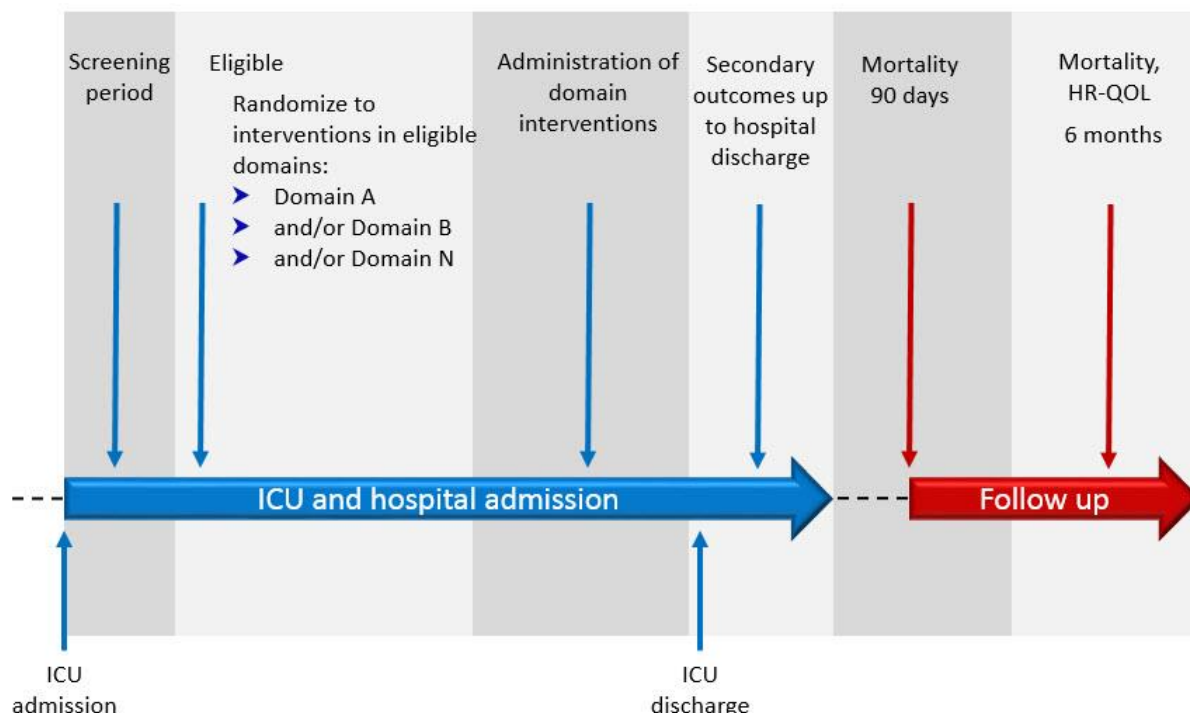 Screening
period
Eligible
Randomize to
interventions in eligible
domains:
Domain A
and/or Domain B
and/or Domain N
Administration of
domain
interventions
Secondary
outcomes up
to hospital
discharge
Mortality
90 days
Mortality,
HR-QOL
6 months
ICU and hospital admission
Follow up
ICU
admission
ICU
discharge